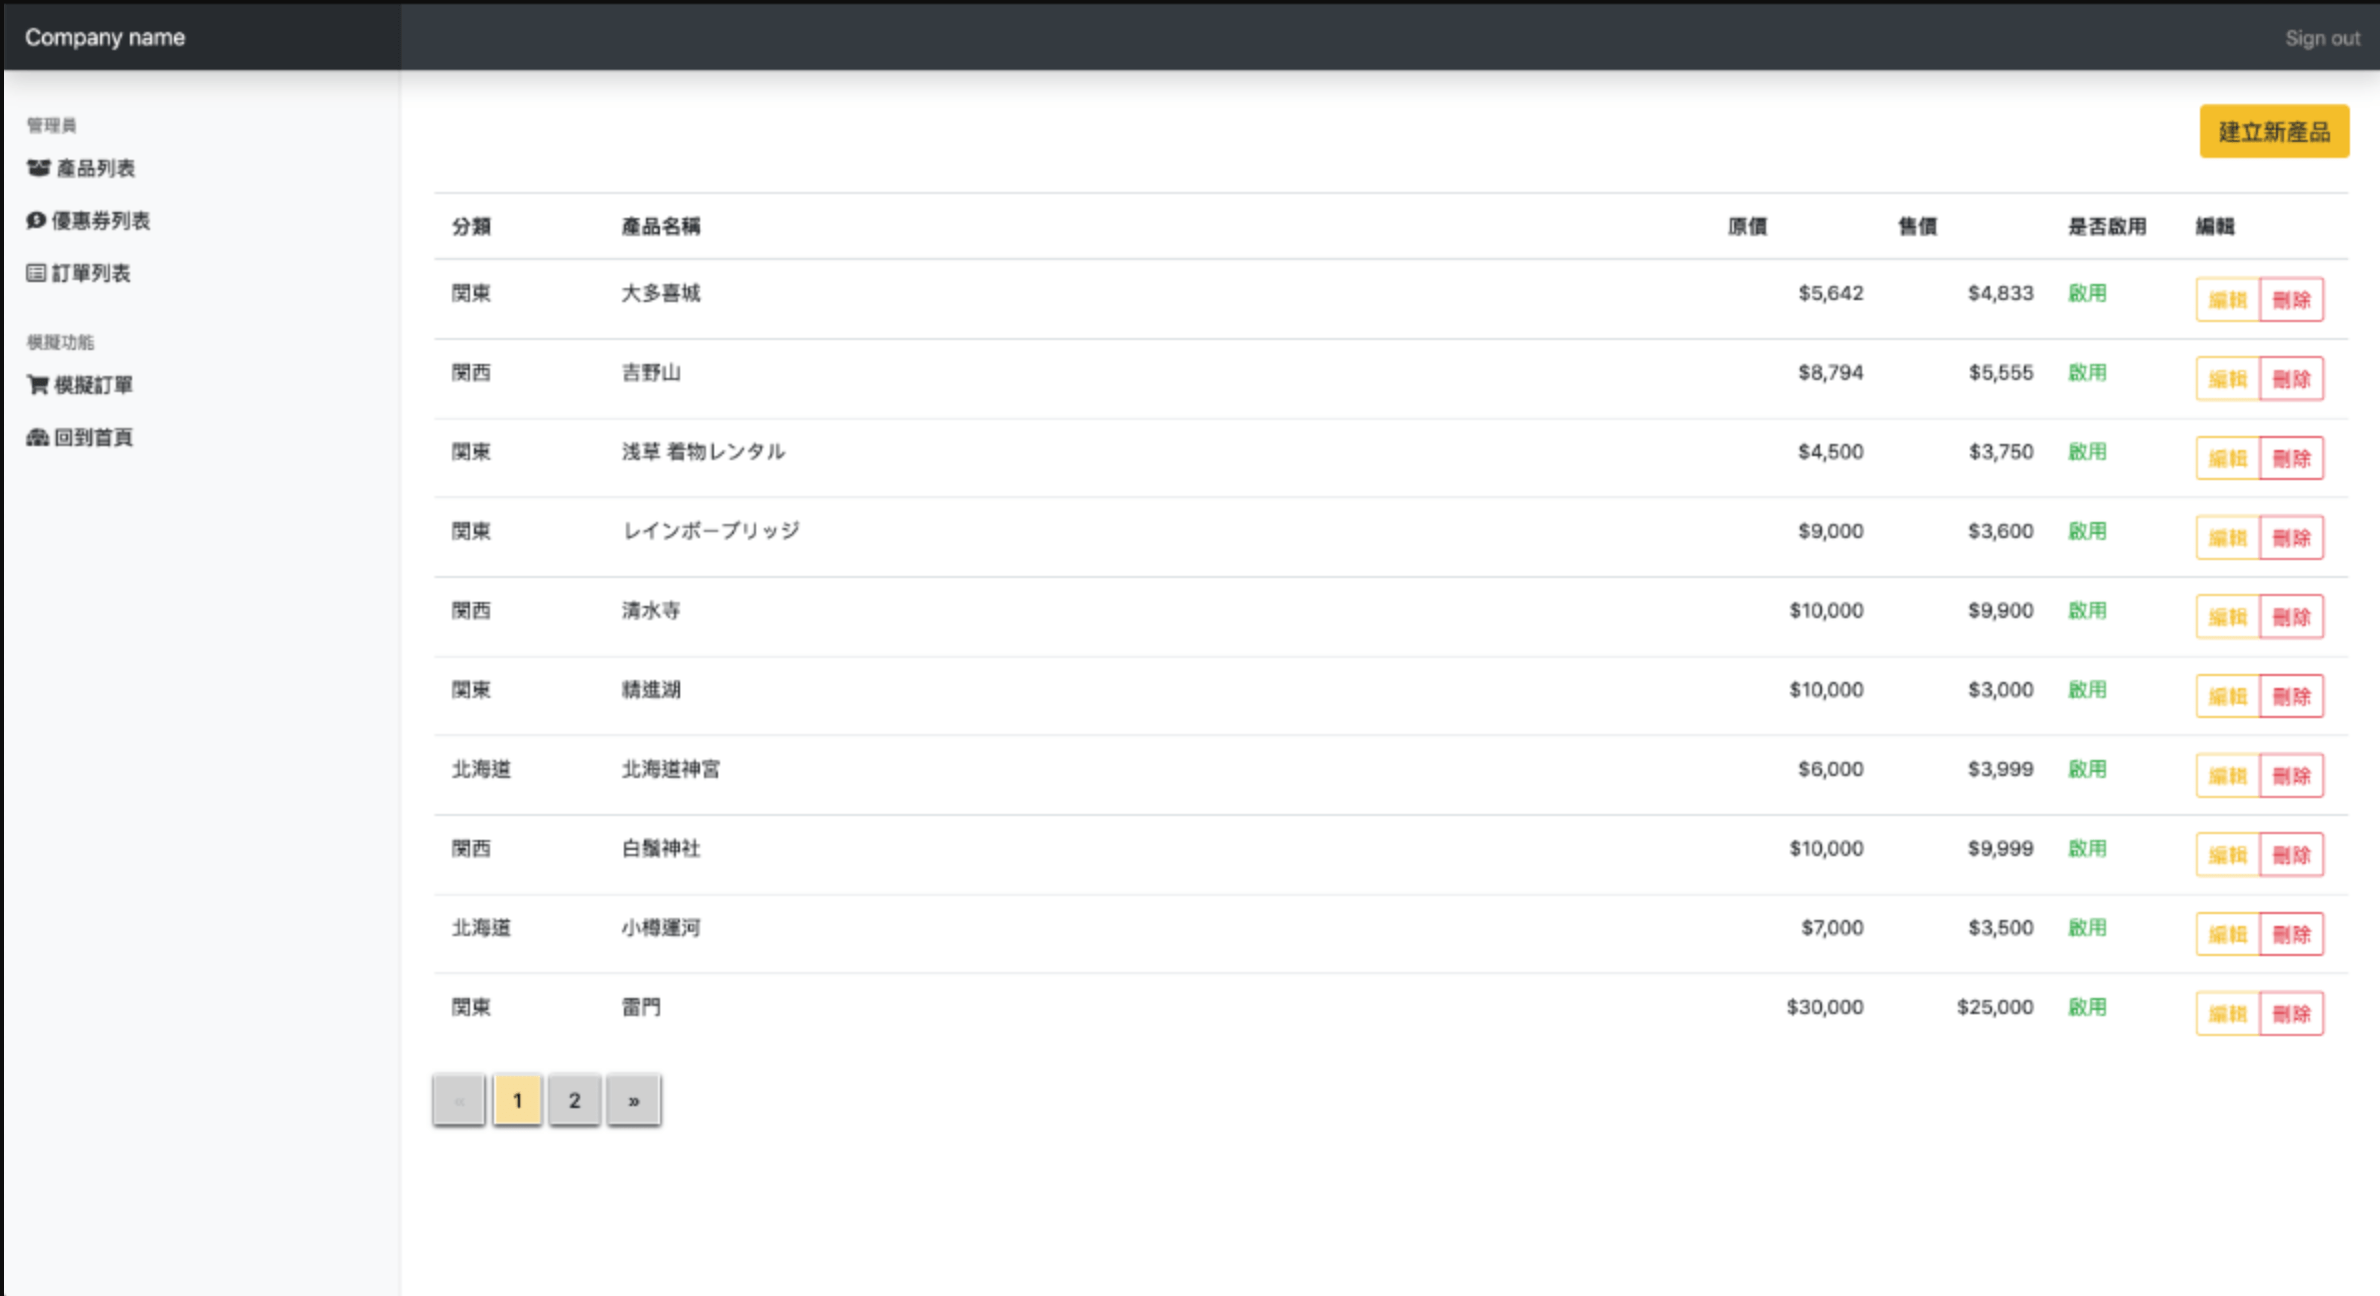 Company name Sign out
管理員
產品列表
優惠券列表
訂單列表
模擬功能
模擬訂單
回到首頁
建立新產品
分類 產品名稱 原價 售價 是否啟用 編輯
関東 大多喜城 $5,642 $4,833 啟用 編輯 刪除
関西 吉野山 $8,794 $5,555 啟用 編輯 刪除
関東 浅草 着物レンタル $4,500 $3,750 啟用 編輯 刪除
関東 レインボーブリッジ $9,000 $3,600 啟用 編輯 刪除
関西 清水寺 $10,000 $9,900 啟用 編輯 刪除
関東 精進湖 $10,000 $3,000 啟用 編輯 刪除
北海道 北海道神宮 $6,000 $3,999 啟用 編輯 刪除
関西 白鬚神社 $10,000 $9,999 啟用 編輯 刪除
北海道 小樽運河 $7,000 $3,500 啟用 編輯 刪除
関東 雷門 $30,000 $25,000 啟用 編輯 刪除
« 1 2 »